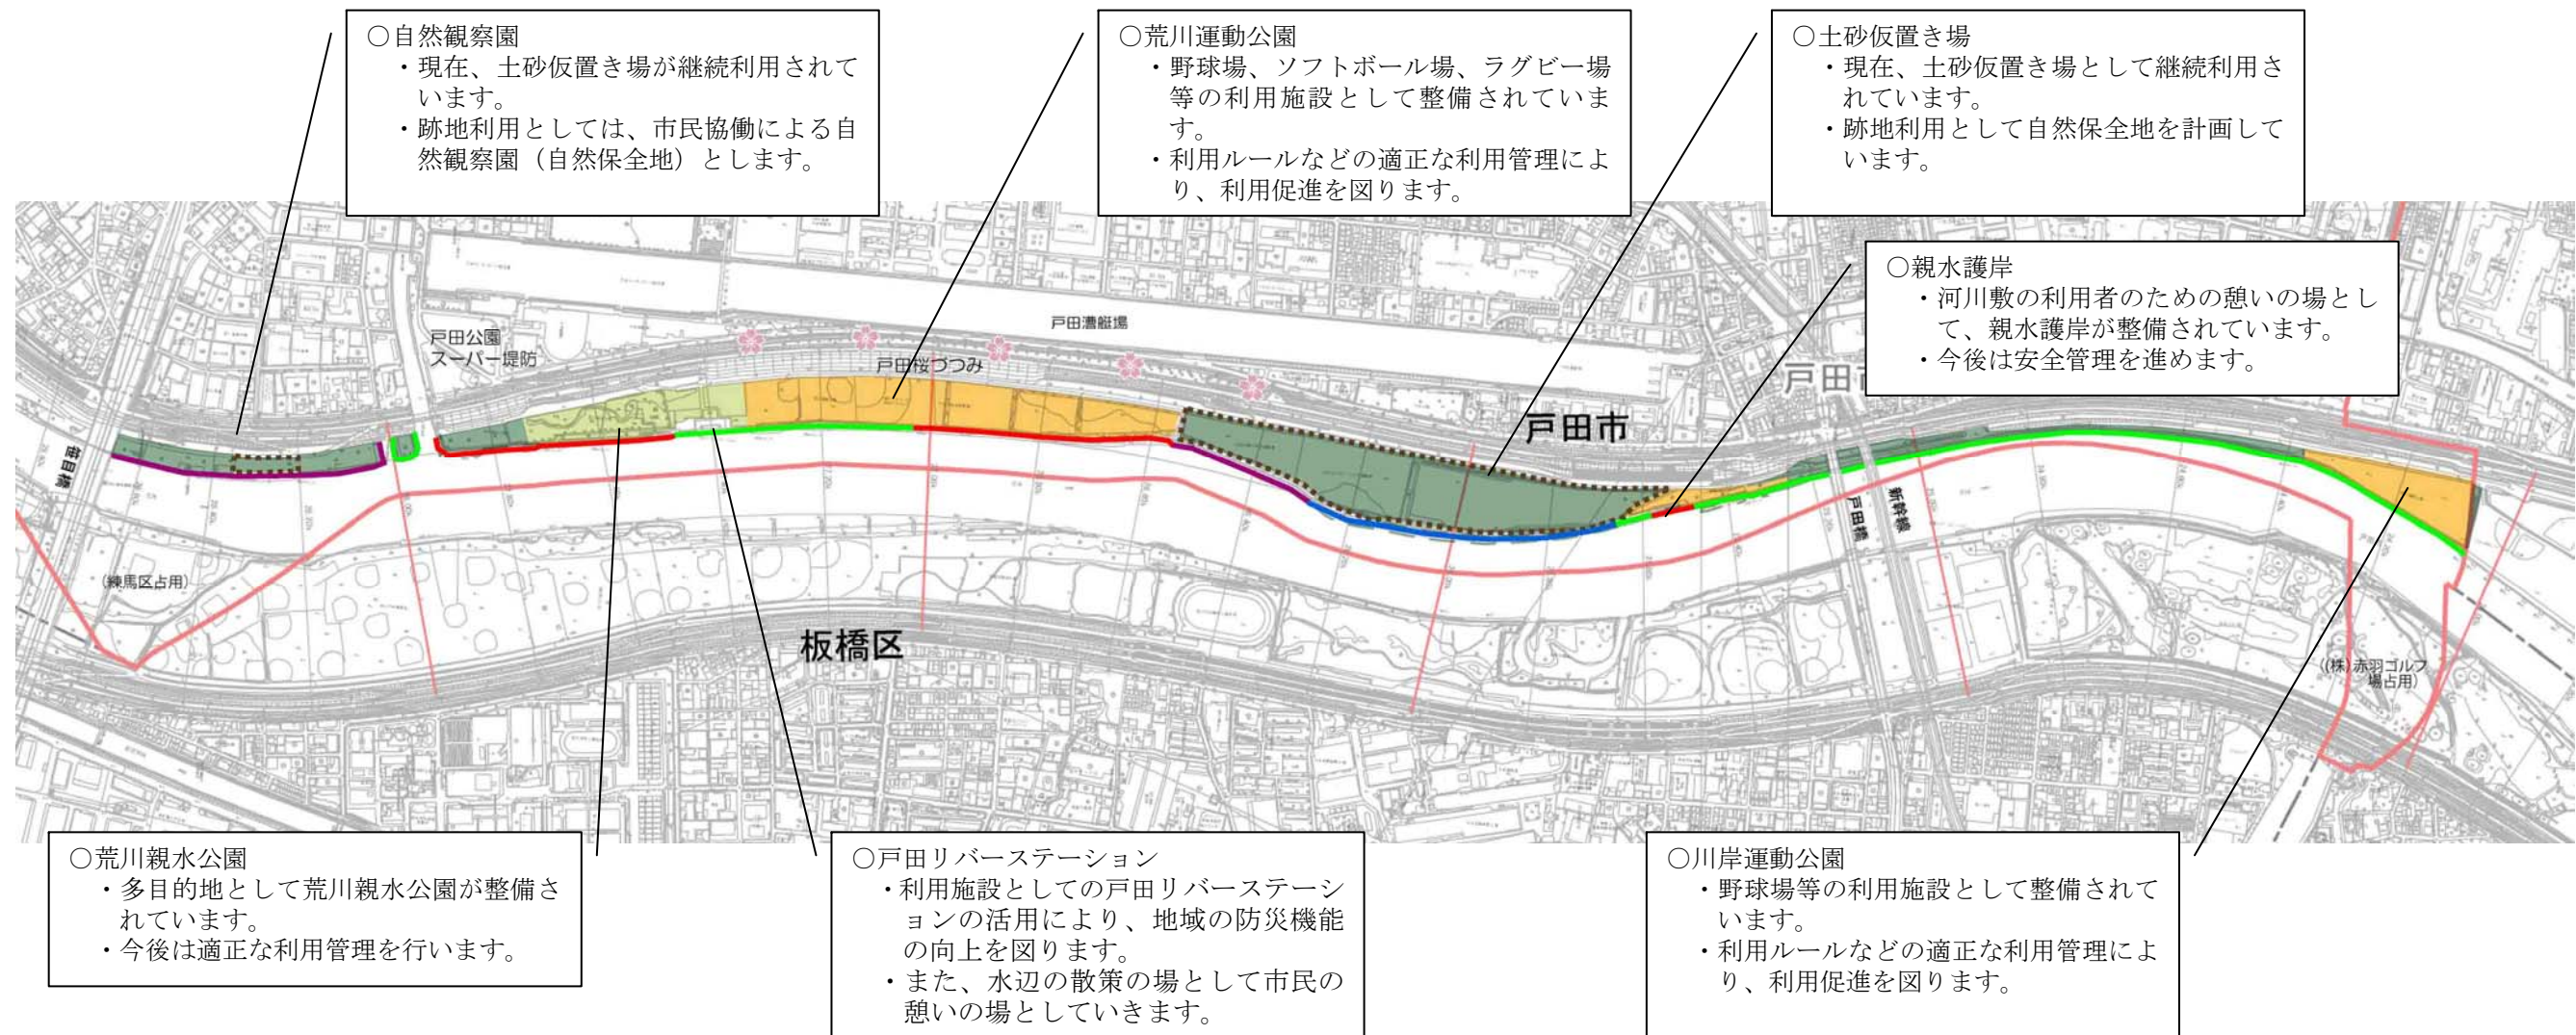 ○自然観察園
・現在、土砂仮置き場が継続利用されて
います。
・跡地利用としては、市民協働による自
然観察園（自然保全地）とします。
○荒川運動公園
・野球場、ソフトボール場、ラグビー場
等の利用施設として整備されていま
す。
・利用ルールなどの適正な利用管理によ
り、利用促進を図ります。
○土砂仮置き場
・現在、土砂仮置き場として継続利用さ
れています。
・跡地利用として自然保全地を計画して
います。
○親水護岸
・河川敷の利用者のための憩いの場とし
て、親水護岸が整備されています。
・今後は安全管理を進めます。
戸田漕艇場
戸田公園
スーパー堤防
戸田桜づつみ
戸田
戸田市
笹目橋
戸田橋
新幹線
(練馬区占用)
板橋区
((株)赤羽ゴルフ
場占用)
○荒川親水公園
・多目的地として荒川親水公園が整備さ
れています。
・今後は適正な利用管理を行います。
○戸田リバーステーション
・利用施設としての戸田リバーステーシ
ョンの活用により、地域の防災機能
の向上を図ります。
・また、水辺の散策の場として市民の
憩いの場としていきます。
○川岸運動公園
・野球場等の利用施設として整備されて
います。
・利用ルールなどの適正な利用管理によ
り、利用促進を図ります。